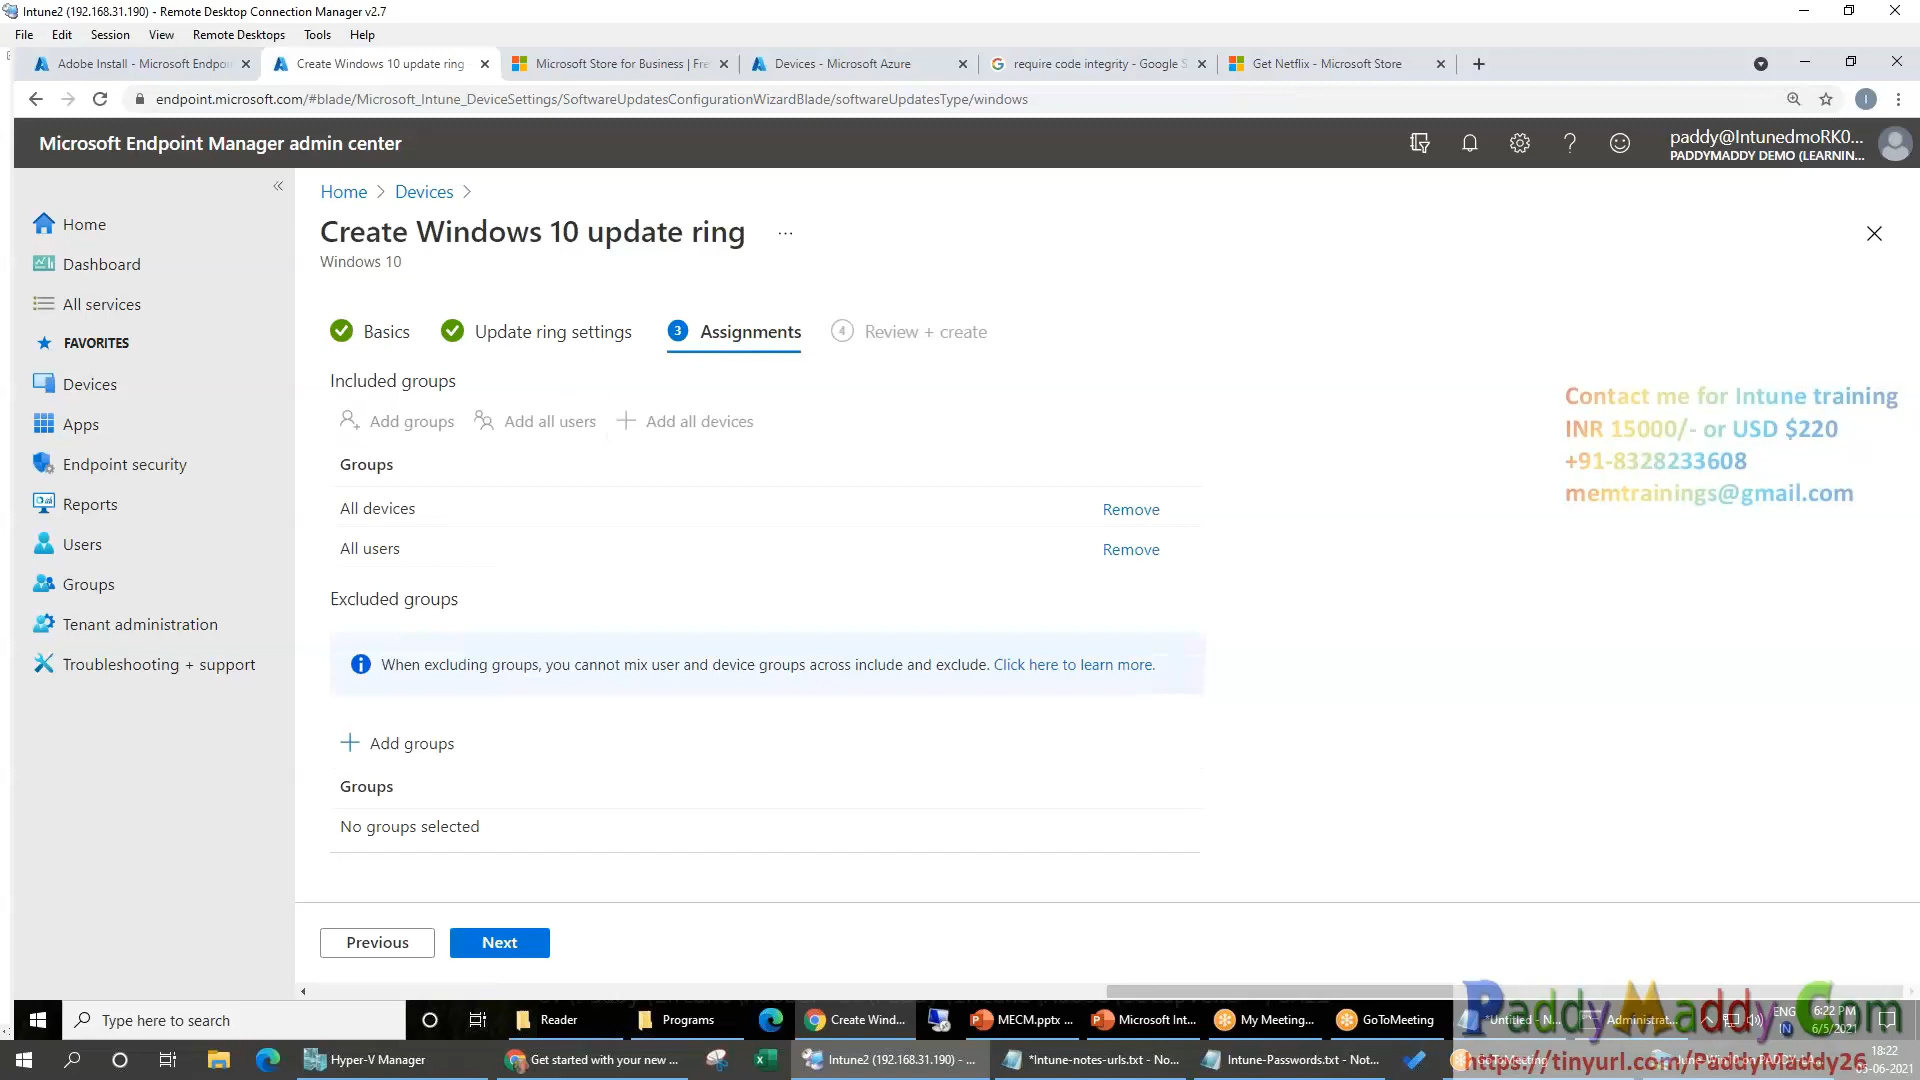 Intune2 (192.168.31.190) - Remote Desktop Connection Manager v2.7
File Edit Session View Remote Desktops Tools Help
Adobe Install - Microsoft Endpoi
Create Windows 10 update ring
Microsoft Store for Business | Fre
Devices - Microsoft Azure
require code integrity - Google S
Get Netflix - Microsoft Store
endpoint.microsoft.com/#blade/Microsoft_Intune_DeviceSettings/SoftwareUpdatesConfigurationWizardBlade/softwareUpdatesType/windows
I
Microsoft Endpoint Manager admin center
paddy@IntunedmoRK0...
PADDYMADDY DEMO (LEARNIN...
Home > Devices >
Create Windows 10 update ring ...
Windows 10
Home
Dashboard
All services
FAVORITES
Devices
Apps
Endpoint security
Reports
Users
Groups
Tenant administration
Troubleshooting + support
Basics
Update ring settings
3 Assignments
4 Review + create
Included groups
Add groups Add all users Add all devices
Groups
All devices Remove
All users Remove
Excluded groups
When excluding groups, you cannot mix user and device groups across include and exclude. Click here to learn more.
Add groups
Groups
No groups selected
Previous Next
Contact me for Intune training
INR 15000/- or USD $220
+91-8328233608
memtrainings@gmail.com
PaddyMaddy.Com
Type here to search
Reader
Programs
Create Wind...
MECM.pptx ...
Microsoft Int...
My Meeting...
GoToMeeting
*Untitled - N...
Administrat...
ENG
IN
6:22 PM
6/5/2021
Hyper-V Manager
Get started with your new ...
Intune2 (192.168.31.190) - ...
*Intune-notes-urls.txt - No...
Intune-Passwords.txt - Not...
GoToMeeting
https://tinyurl.com/PaddyMaddy26
18:22
05-06-2021